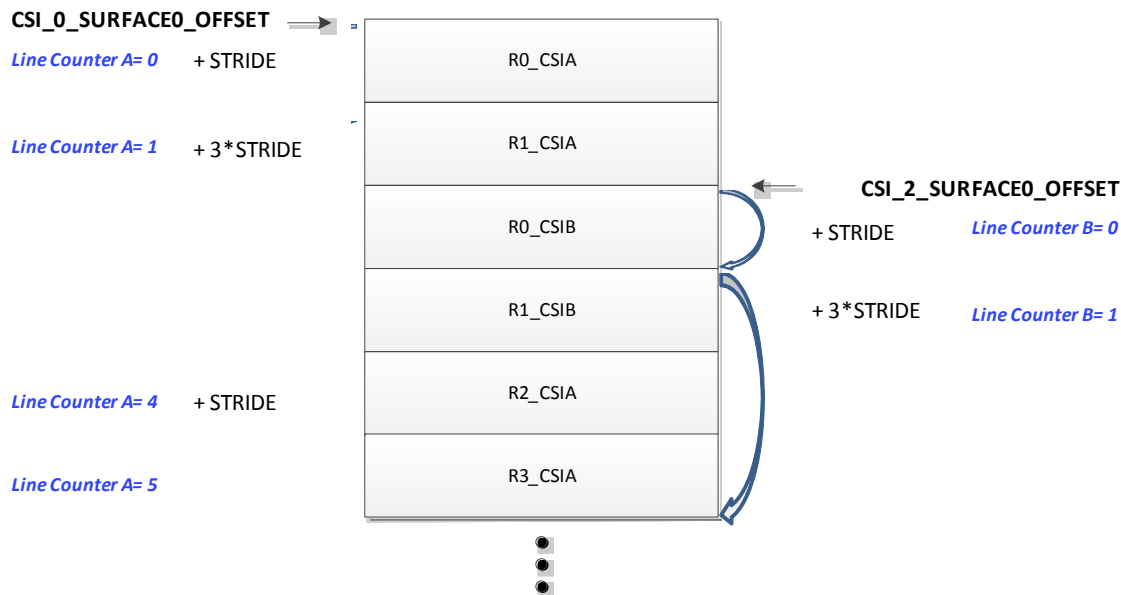 CSI_0_SURFACE0_OFFSET
Line Counter A= 0 + STRIDE
R0_CSIA
Line Counter A= 1 + 3*STRIDE
R1_CSIA
CSI_2_SURFACE0_OFFSET
R0_CSIB
+ STRIDE Line Counter B= 0
R1_CSIB
+ 3*STRIDE Line Counter B= 1
Line Counter A= 4 + STRIDE
R2_CSIA
Line Counter A= 5
R3_CSIA